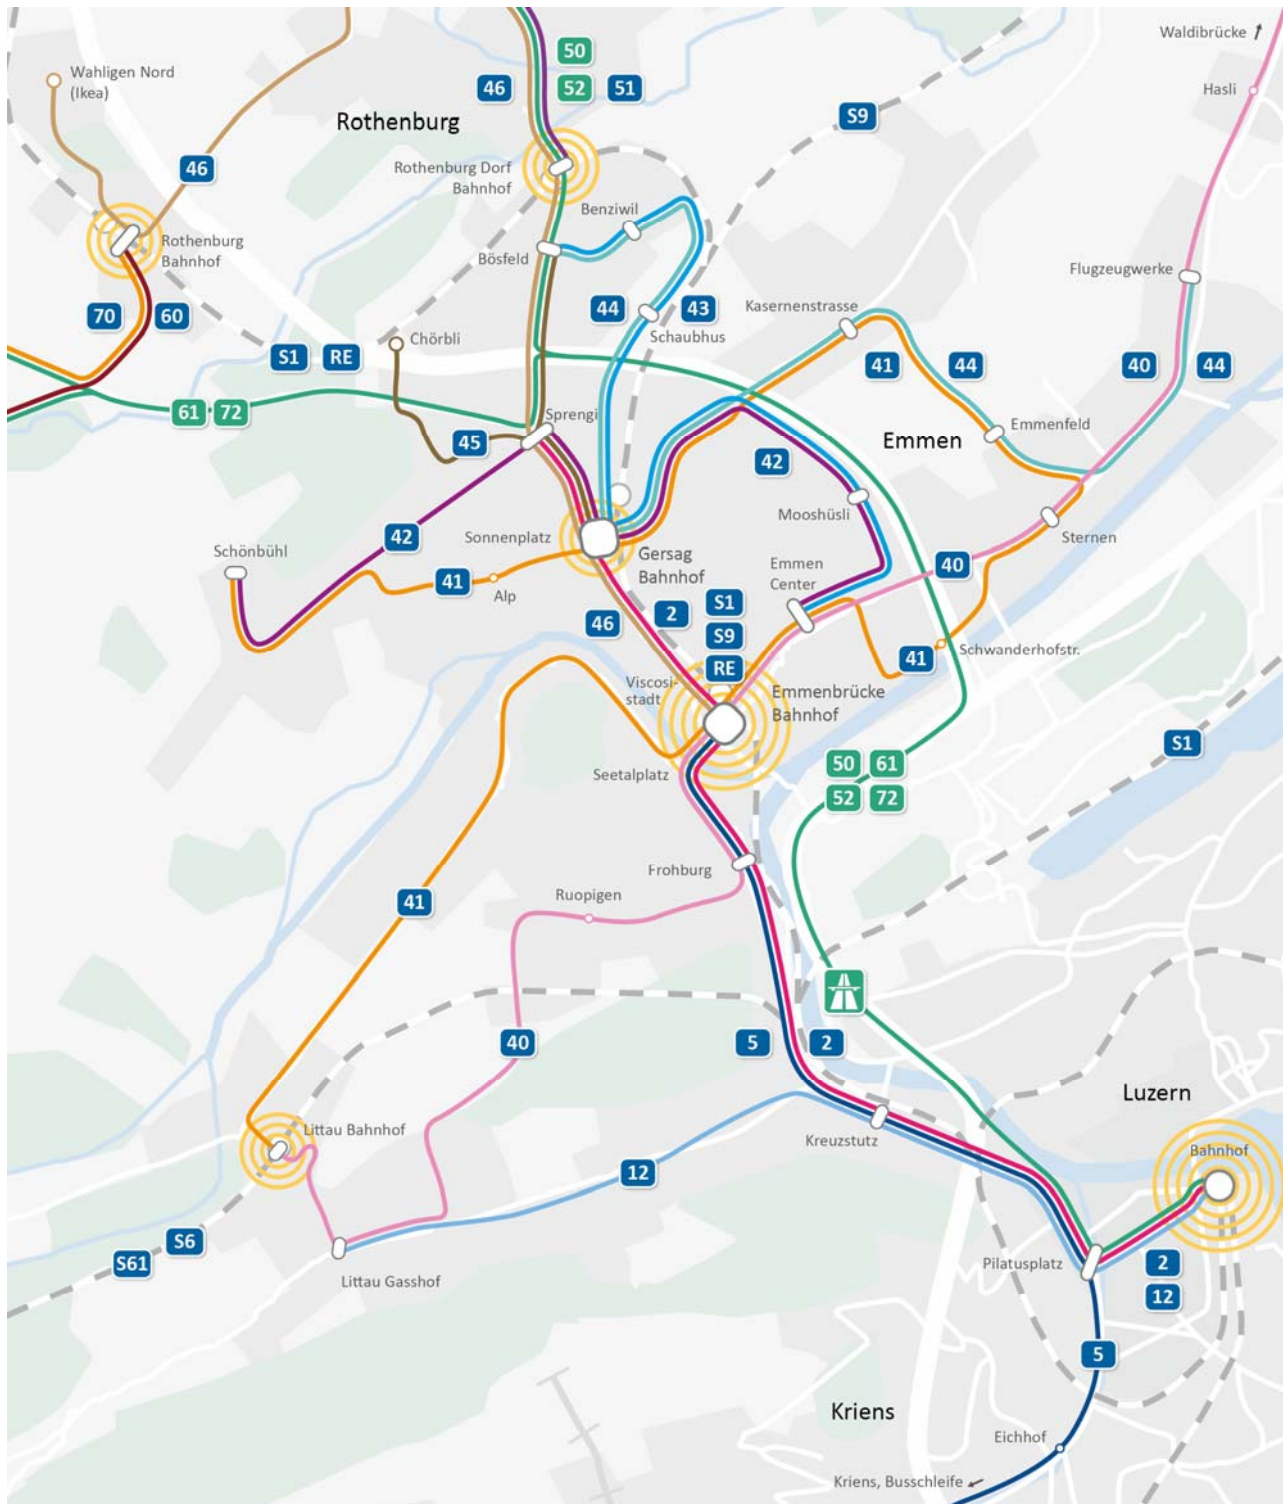 Waldibrücke
50
Wahligen Nord
(Ikea)
46
52
51
Hasli
Rothenburg
S9
46
Rothenburg Dorf
Bahnhof
Benziwil
Rothenburg
Bahnhof
Bösfeld
Flugzeugwerke
70
60
44
43
Kasernenstrasse
Schaubhus
Chörbli
S1
RE
41
44
40
44
61
72
Sprengi
Emmenfeld
45
Emmen
42
Mooshüsli
42
Sonnenplatz
Sternen
Schönbühl
Gersag
Bahnhof
Emmen
Center
40
41
Alp
S1
46
2
S9
41
Schwanderhofstr.
RE
Viscosi-
stadt
Emmenbrücke
Bahnhof
S1
Seetalplatz
50
61
52
72
Frohburg
Ruopigen
41
40
5
2
Luzern
Littau Bahnhof
Kreuzstutz
Bahnhof
12
S6
S61
Pilatusplatz
2
Littau Gasshof
12
5
Kriens
Eichhof
Kriens, Busschleife